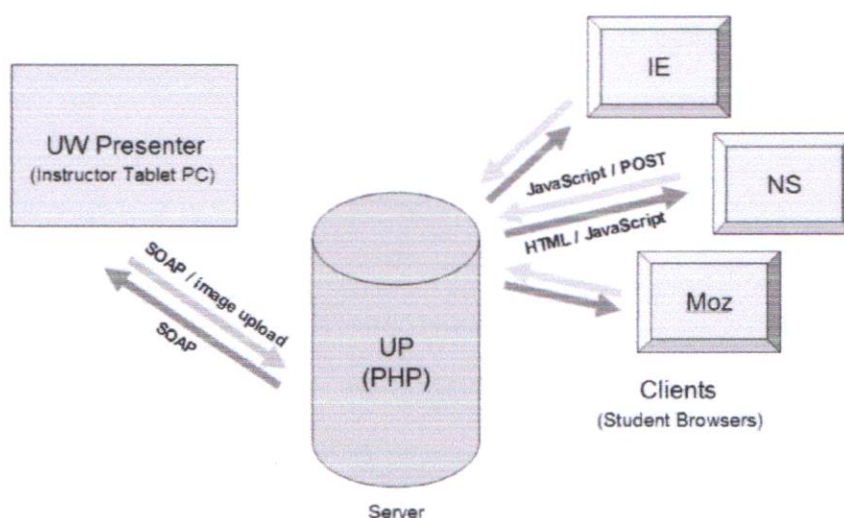 UW Presenter
(Instructor Tablet PC)
SOAP / image upload
SOAP
UP
(PHP)
Server
IE
JavaScript / POST
NS
HTML / JavaScript
Moz
Clients
(Student Browsers)